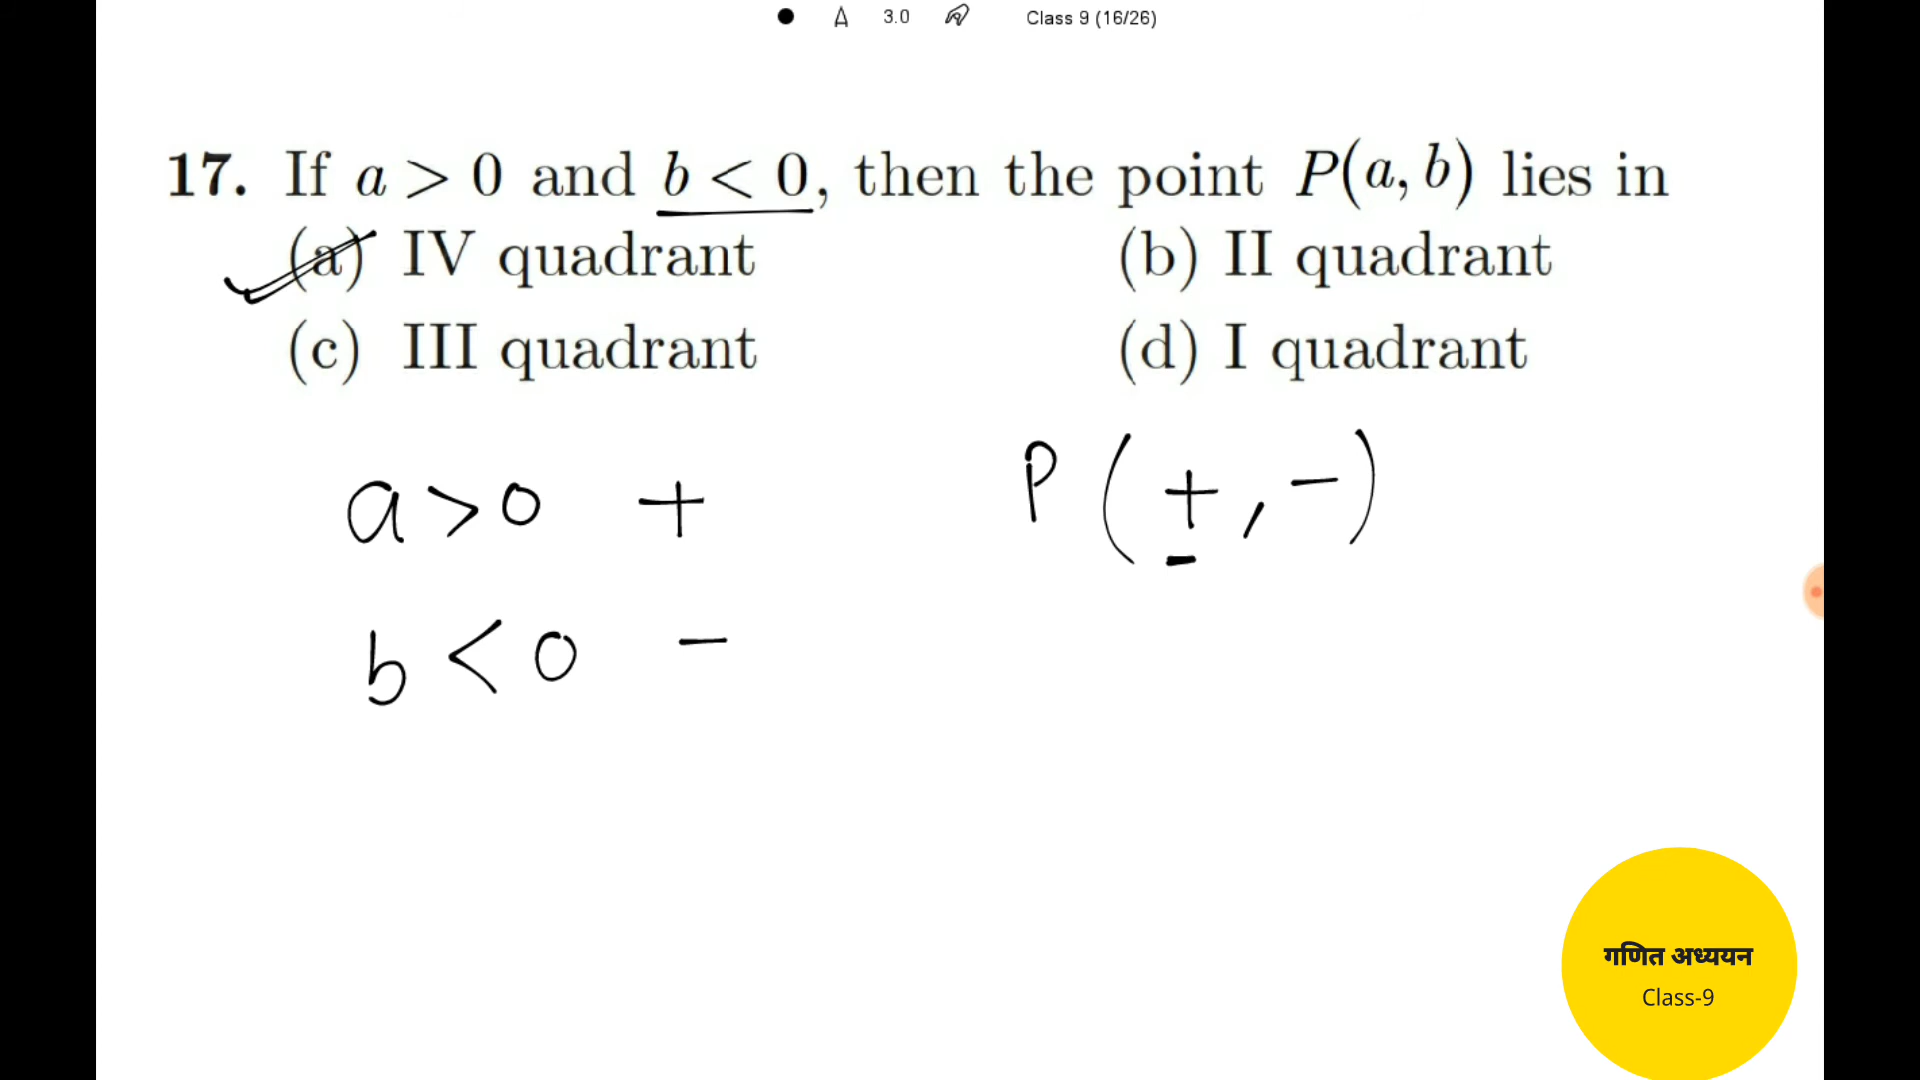 3.0 Class 9 (16/26)
17. If a > 0 and b < 0, then the point P(a, b) lies in
(a) IV quadrant (b) II quadrant
(c) III quadrant (d) I quadrant
a > 0 + P ( + , - )
b < 0 -
गणित अध्ययन
Class-9